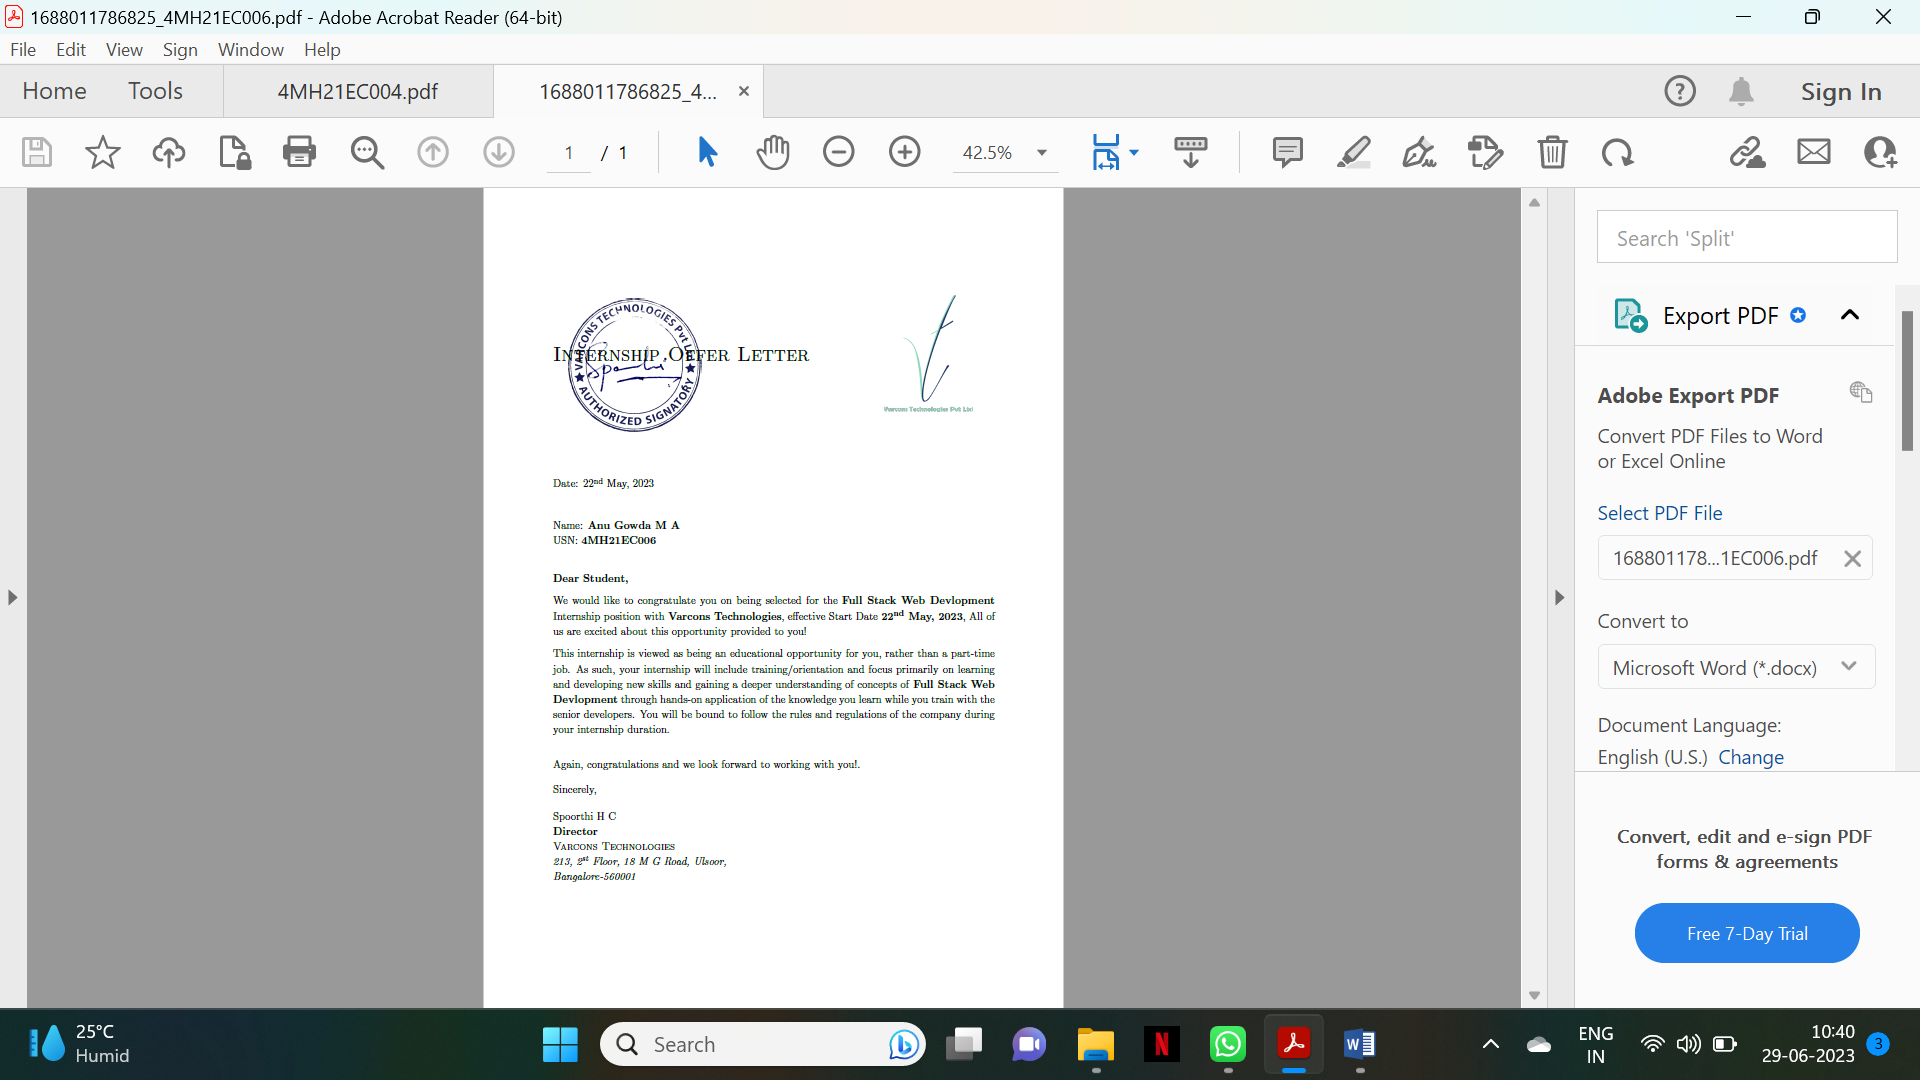 1688011786825_4MH21EC006.pdf - Adobe Acrobat Reader (64-bit)
File Edit View Sign Window Help
Home Tools 4MH21EC004.pdf 1688011786825_4... × Sign In
1 / 1 42.5%
Search 'Split'
Export PDF
Adobe Export PDF
Convert PDF Files to Word
or Excel Online
Select PDF File
168801178...1EC006.pdf
Convert to
Microsoft Word (*.docx)
Document Language:
English (U.S.) Change
Convert, edit and e-sign PDF
forms & agreements
Free 7-Day Trial
VARCONS TECHNOLOGIES Pvt Ltd
AUTHORIZED SIGNATORY
INTERNSHIP OFFER LETTER
Varcons Technologies Pvt Ltd
Date: 22nd May, 2023
Name: Anu Gowda M A
USN: 4MH21EC006
Dear Student,
We would like to congratulate you on being selected for the Full Stack Web Devlopment
Internship position with Varcons Technologies, effective Start Date 22nd May, 2023, All of
us are excited about this opportunity provided to you!
This internship is viewed as being an educational opportunity for you, rather than a part-time
job. As such, your internship will include training/orientation and focus primarily on learning
and developing new skills and gaining a deeper understanding of concepts of Full Stack Web
Devlopment through hands-on application of the knowledge you learn while you train with the
senior developers. You will be bound to follow the rules and regulations of the company during
your internship duration.
Again, congratulations and we look forward to working with you!.
Sincerely,
Spoorthi H C
Director
VARCONS TECHNOLOGIES
213, 2st Floor, 18 M G Road, Ulsoor,
Bangalore-560001
25°C
Humid
Search
ENG
IN
10:40
29-06-2023
3